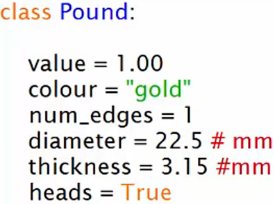 class Pound:
value = 1.00
colour = "gold"
num_edges = 1
diameter = 22.5 # mm
thickness = 3.15 #mm
heads = True